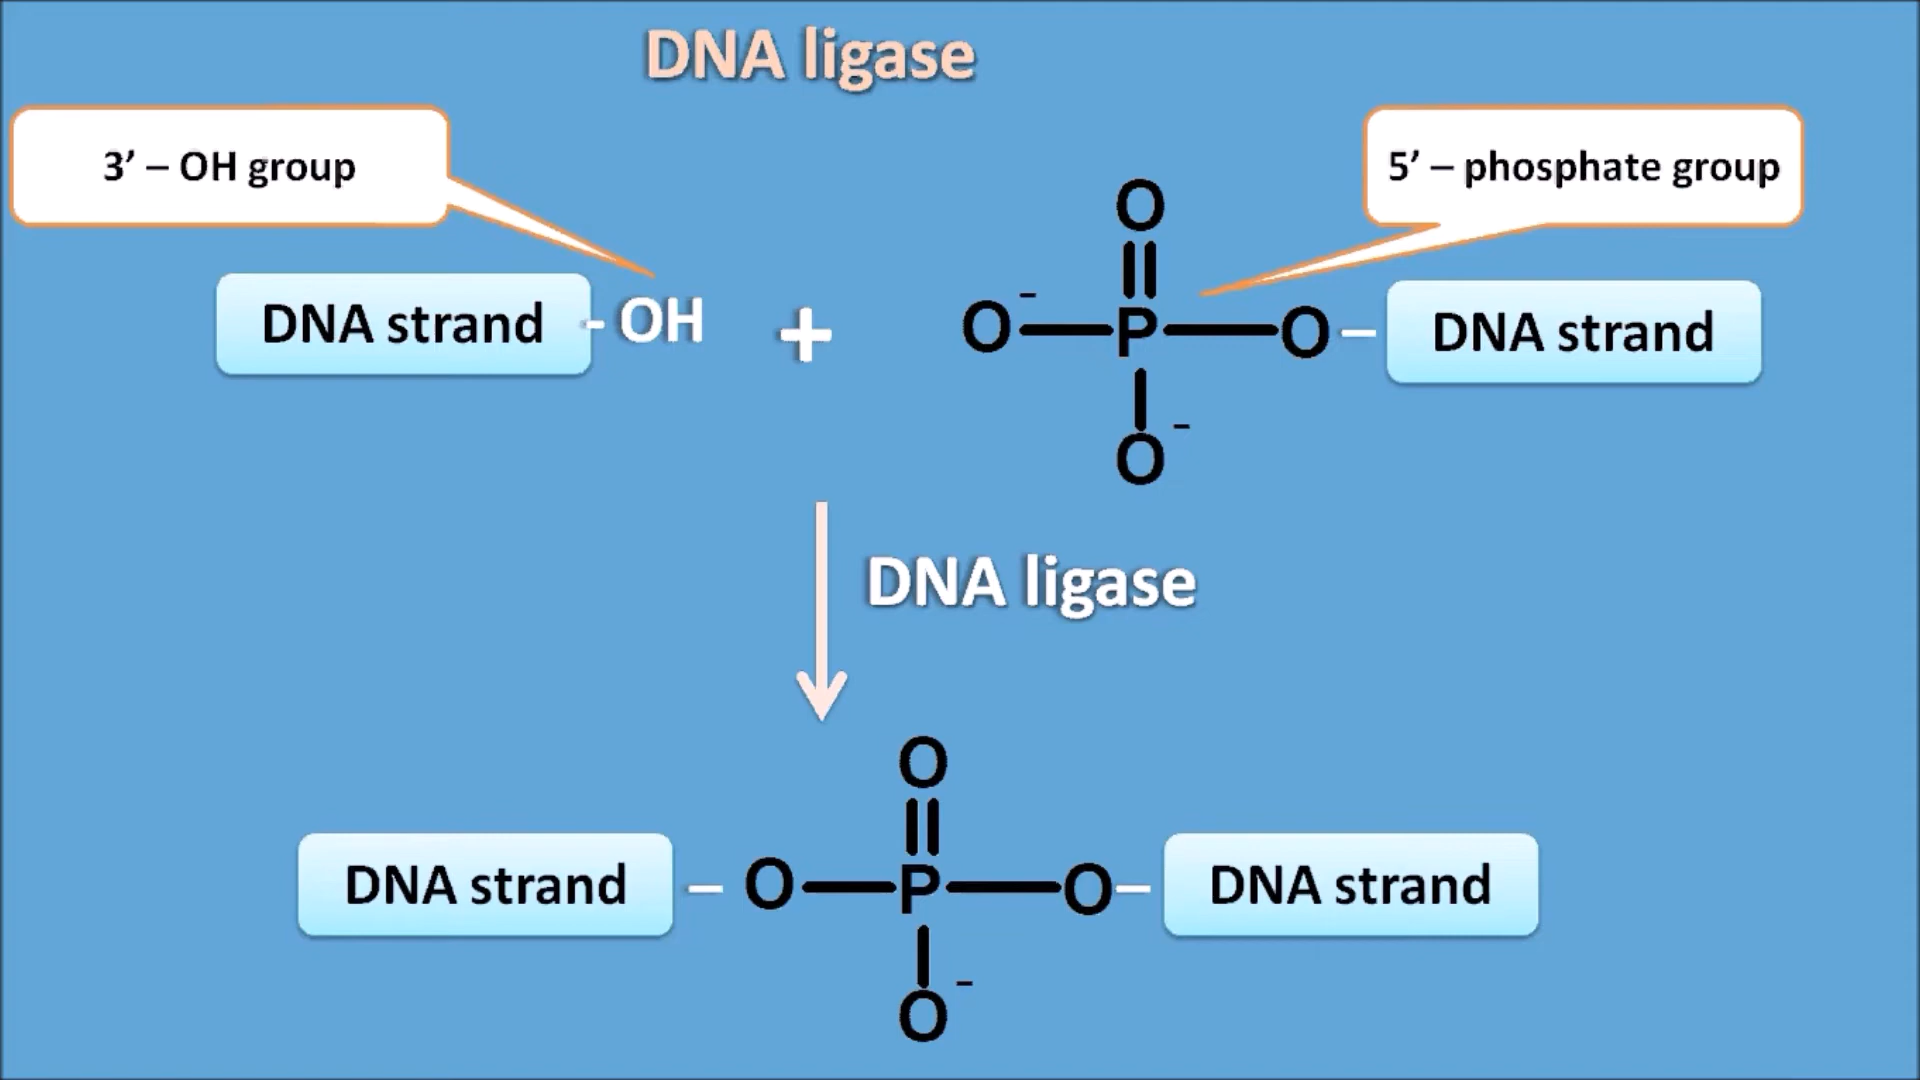 DNA ligase
3’ – OH group
5’ – phosphate group
O
DNA strand - OH + O⁻ P O – DNA strand
O⁻
DNA ligase
O
DNA strand – O P O – DNA strand
O⁻